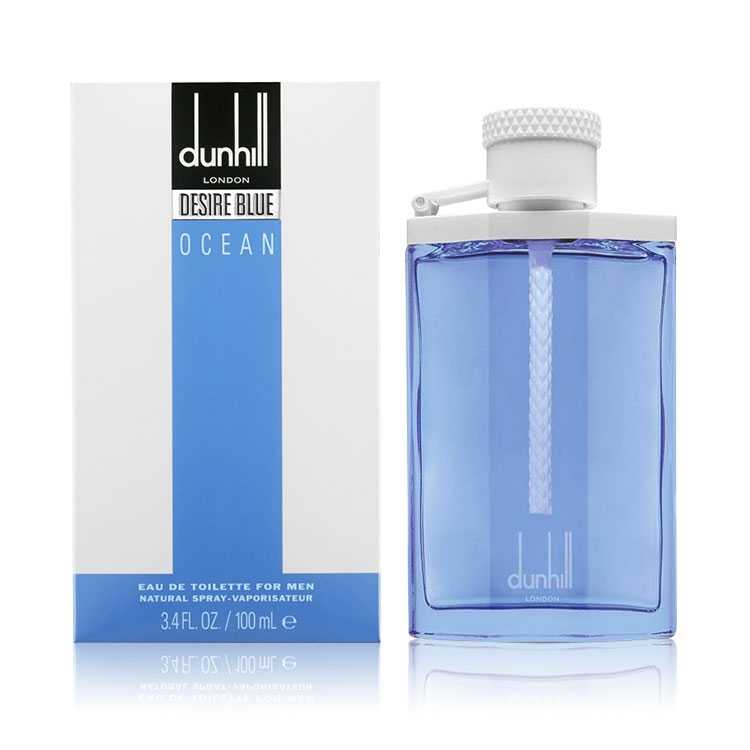 dunhill
LONDON
DESIRE BLUE
OCEAN
EAU DE TOILETTE FOR MEN
NATURAL SPRAY-VAPORISATEUR
3.4 FL. OZ. / 100 mL ℮
dunhill
LONDON